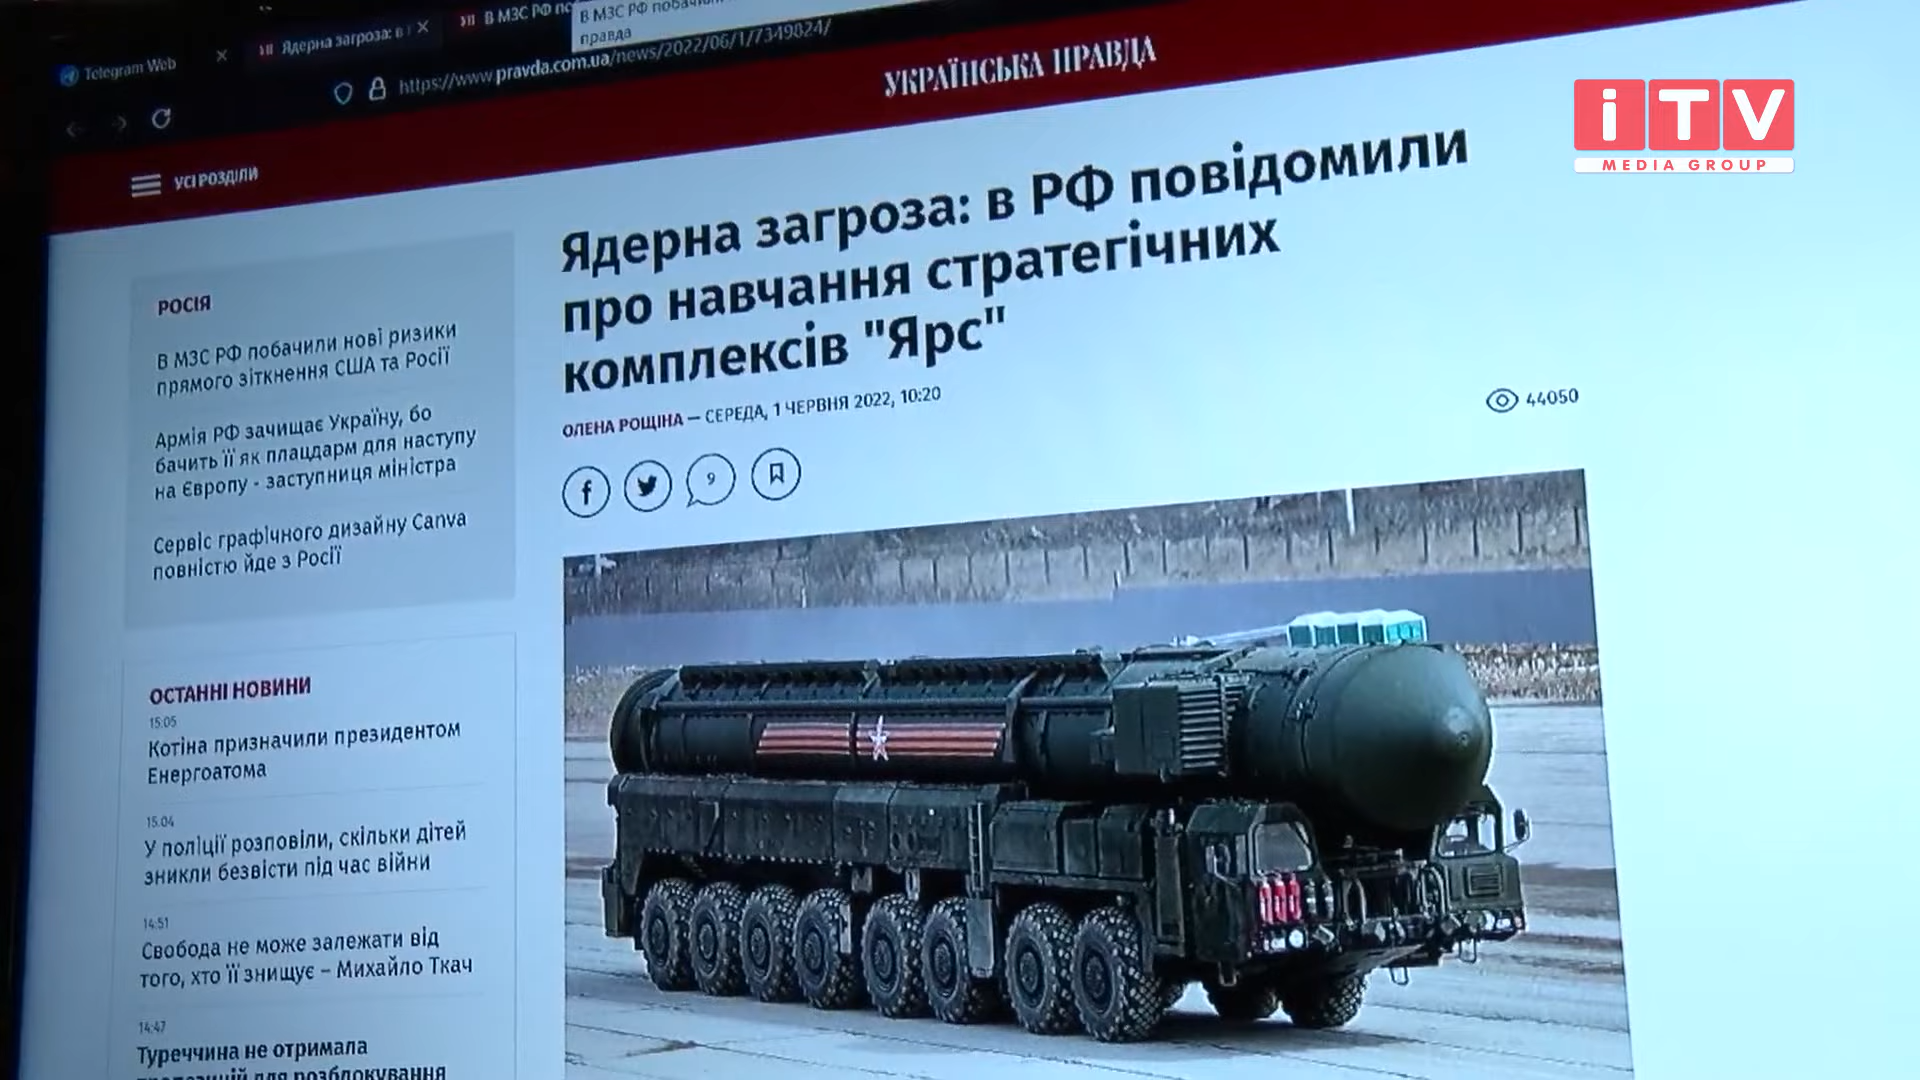 Telegram Web
Ядерна загроза: в
В МЗС РФ по
В МЗС РФ побачили
правда
https://www.pravda.com.ua/news/2022/06/1/7349824/
УКРАЇНСЬКА ПРАВДА
iTV
MEDIA GROUP
УСІ РОЗДІЛИ
РОСІЯ
В МЗС РФ побачили нові ризики
прямого зіткнення США та Росії
Армія РФ зачищає Україну, бо
бачить її як плацдарм для наступу
на Європу - заступниця міністра
Сервіс графічного дизайну Canva
повністю йде з Росії
ОСТАННІ НОВИНИ
15:05
Котіна призначили президентом
Енергоатома
15:04
У поліції розповіли, скільки дітей
зникли безвісти під час війни
14:51
Свобода не може залежати від
того, хто її знищує – Михайло Ткач
14:47
Туреччина не отримала
пропозицій для розблокування
Ядерна загроза: в РФ повідомили
про навчання стратегічних
комплексів "Ярс"
ОЛЕНА РОЩІНА — СЕРЕДА, 1 ЧЕРВНЯ 2022, 10:20
44050
9